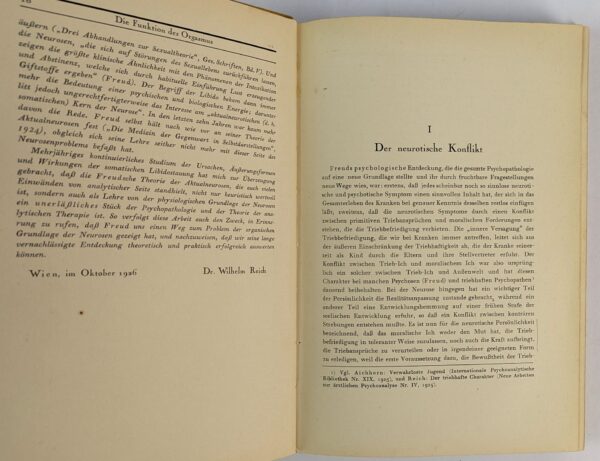 Die Funktion des Orgasmus
äußern („Drei Abhandlungen zur Sexualtheorie", Ges. Schriften, Bd. V). Und
die Neurosen, „die sich auf Störungen des Sexuallebens zurückführen lassen,
zeigen die größte klinische Ähnlichkeit mit den Phänomenen der Intoxikation
und Abstinenz, welche sich durch habituelle Einführung Lust erzeugender
Giftstoffe ergeben" (Freud). Der Begriff der Libido bekam dann immer
mehr die Bedeutung einer psychischen und biologischen Energie; darunter
litt jedoch ungerechtfertigterweise das Interesse am „aktualneurotischen (d. h.
somatischen) Kern der Neurose". In den letzten zehn Jahren war kaum mehr
davon die Rede. Freud selbst hält nach wie vor an seiner Theorie der
Aktualneurosen fest („Die Medizin der Gegenwart in Selbstdarstellungen",
1924), obgleich sich seine Lehre seither nicht mehr mit dieser Seite des
Neurosenproblems befaßt hat.
Mehrjähriges kontinuierliches Studium der Ursachen, Äußerungsformen
und Wirkungen der somatischen Libidostauung hat mich zur Überzeugung
gebracht, daß die Freudsche Theorie der Aktualneurosen, die auch vielen
Einwänden von analytischer Seite standhielt, nicht nur heuristisch wertvoll
ist, sondern auch als Lehre von der physiologischen Grundlage der Neurosen
ein unerläßliches Stück der Psychopathologie und der Theorie der ana-
lytischen Therapie ist. So verfolgt diese Arbeit auch den Zweck, in Erinne-
rung zu rufen, daß Freud uns einen Weg zum Problem der organischen
Grundlage der Neurosen gezeigt hat, und nachzuweisen, daß wir seine lange
vernachlässigte Entdeckung theoretisch und praktisch erfolgreich auswerten
können.
Wien, im Oktober 1926 Dr. Wilhelm Reich
I
Der neurotische Konflikt
Freuds psychologische Entdeckung, die die gesamte Psychopathologie
auf eine neue Grundlage stellte und ihr durch fruchtbare Fragestellungen
neue Wege wies, war: erstens, daß jedes scheinbar noch so sinnlose neuroti-
sche und psychotische Symptom einen sinnvollen Inhalt hat, der sich in das
Gesamterleben des Kranken bei genauer Kenntnis desselben restlos einfügen
läßt, zweitens, daß die neurotischen Symptome durch einen Konflikt
zwischen primitiven Triebansprüchen und moralischen Forderungen ent-
stehen, die die Triebbefriedigung verbieten. Die „innere Versagung" der
Triebbefriedigung, die wir bei Kranken immer antreffen, leitet sich aus
der äußeren Einschränkung der Triebhaftigkeit ab, die der Kranke seiner-
zeit als Kind durch die Eltern und ihre Stellvertreter erfuhr. Der
Konflikt zwischen Trieb-Ich und moralischem Ich war also ursprüng-
lich ein solcher zwischen Trieb-Ich und Außenwelt und hat diesen
Charakter bei manchen Psychosen (Freud) und triebhaften Psychopathen¹
dauernd beibehalten. Bei der Neurose hingegen hat ein wichtiger Teil
der Persönlichkeit die Realitätsanpassung zustande gebracht, während ein
anderer Teil eine Entwicklungshemmung auf einer frühen Stufe der
seelischen Entwicklung erfuhr, so daß ein Konflikt zwischen konträren
Strebungen entstehen mußte. Es ist nun für die neurotische Persönlichkeit
bezeichnend, daß das moralische Ich weder den Mut hat, die Trieb-
befriedigung in toleranter Weise zuzulassen, noch auch die Kraft aufbringt,
die Triebansprüche zu verurteilen oder in irgendeiner geeigneten Form
zu erledigen, weil die erste Voraussetzung dazu, die Bewußtheit der Trieb-
1) Vgl. Aichhorn: Verwahrloste Jugend (Internationale Psychoanalytische
Bibliothek Nr. XIX, 1925), und Reich: Der triebhafte Charakter (Neue Arbeiten
zur ärztlichen Psychoanalyse Nr. IV, 1925).